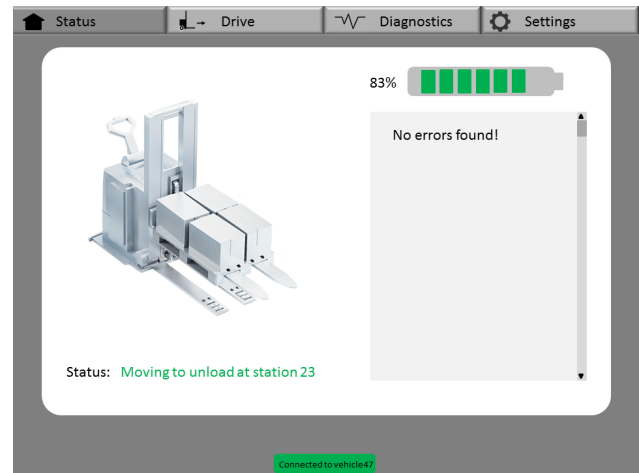 Status
Drive
Diagnostics
Settings
83%
No errors found!
Status: Moving to unload at station 23
Connected to vehicle47